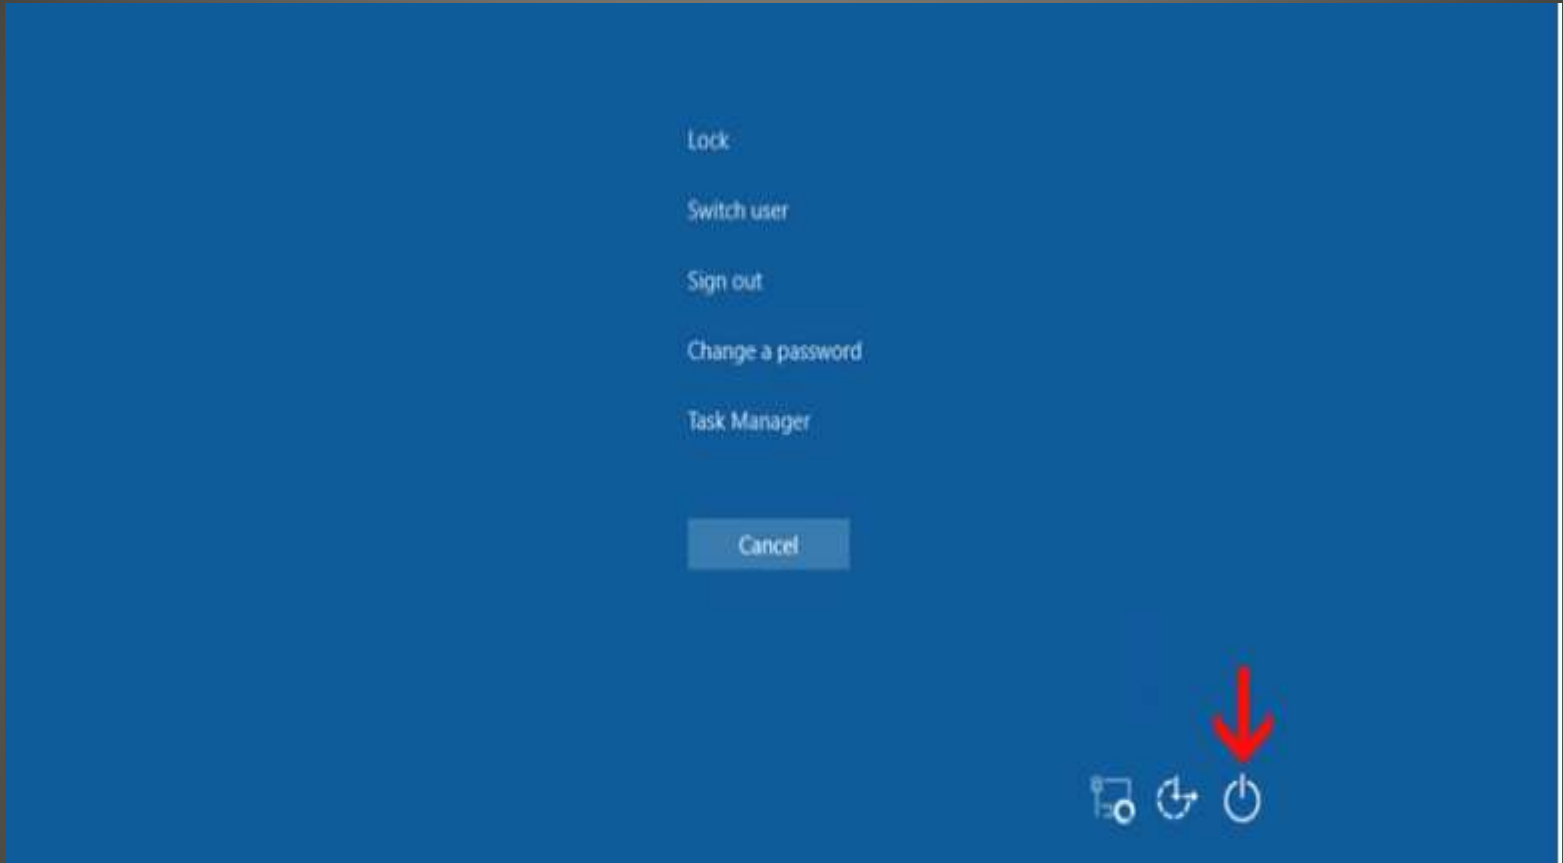 Lock
Switch user
Sign out
Change a password
Task Manager
Cancel